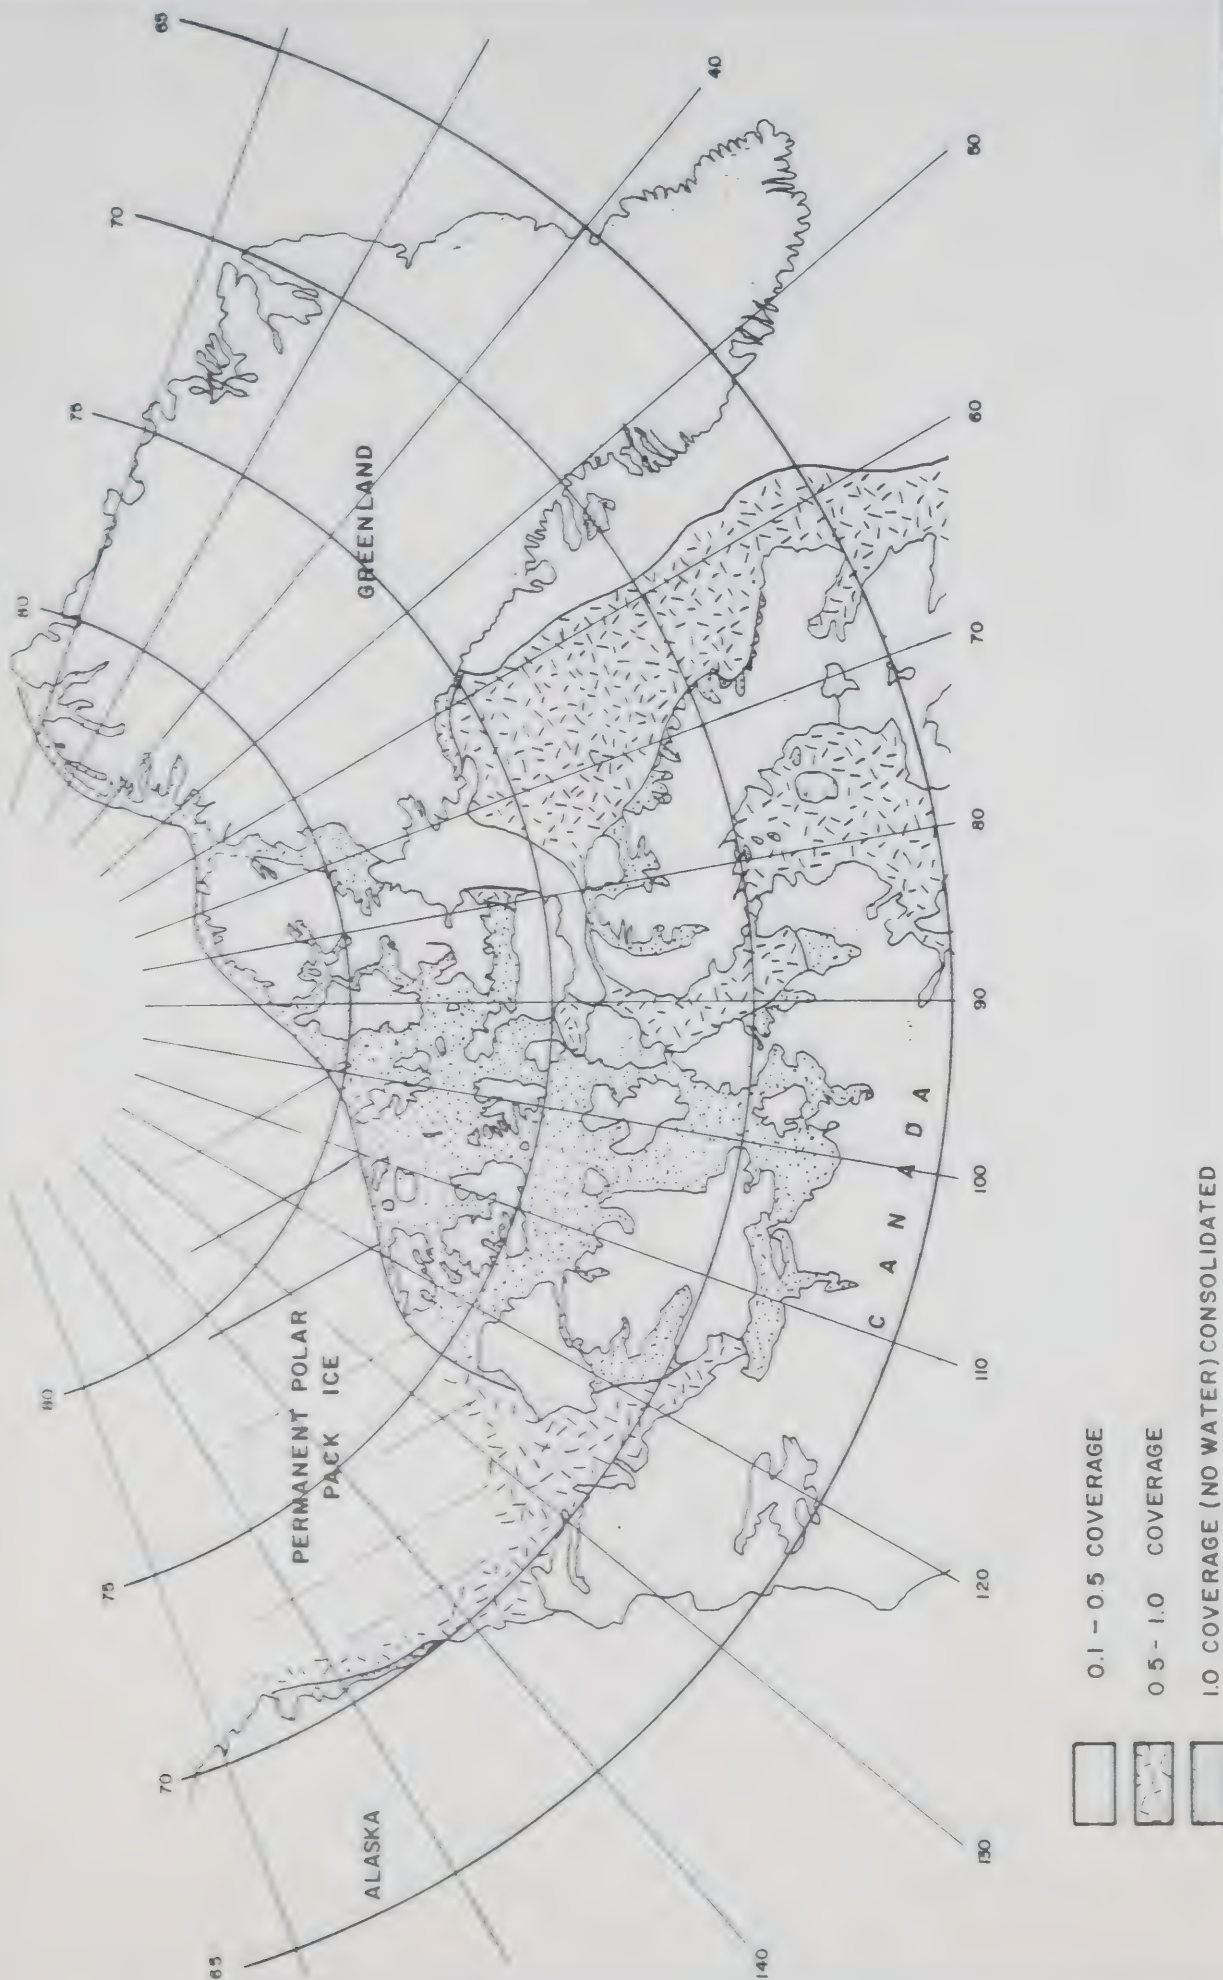 65
70
75
80
40
50
60
70
80
90
100
110
120
130
140
80
75
70
65
GREENLAND
PERMANENT POLAR
PACK ICE
ALASKA
CANADA
0.1 - 0.5 COVERAGE
0 5 - 1.0 COVERAGE
1.0 COVERAGE (NO WATER) CONSOLIDATED